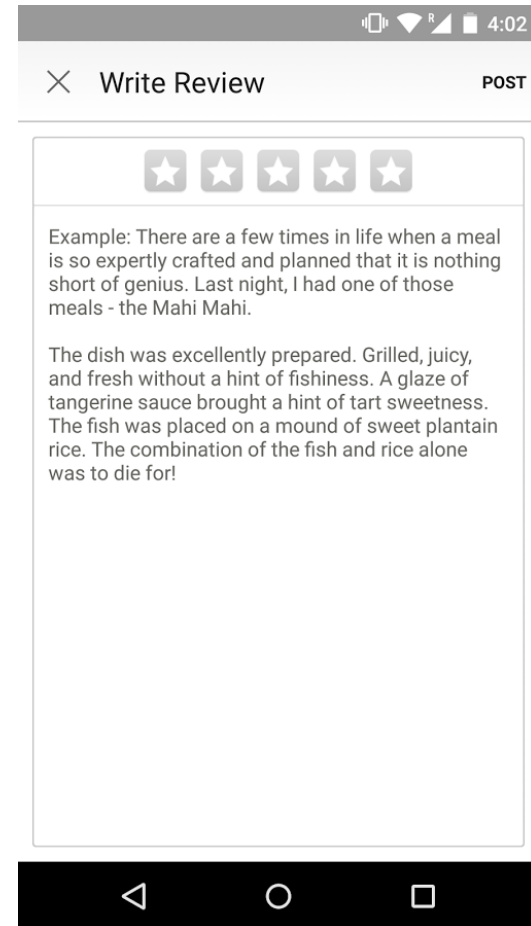 R 4:02
Write Review POST
Example: There are a few times in life when a meal
is so expertly crafted and planned that it is nothing
short of genius. Last night, I had one of those
meals - the Mahi Mahi.
The dish was excellently prepared. Grilled, juicy,
and fresh without a hint of fishiness. A glaze of
tangerine sauce brought a hint of tart sweetness.
The fish was placed on a mound of sweet plantain
rice. The combination of the fish and rice alone
was to die for!